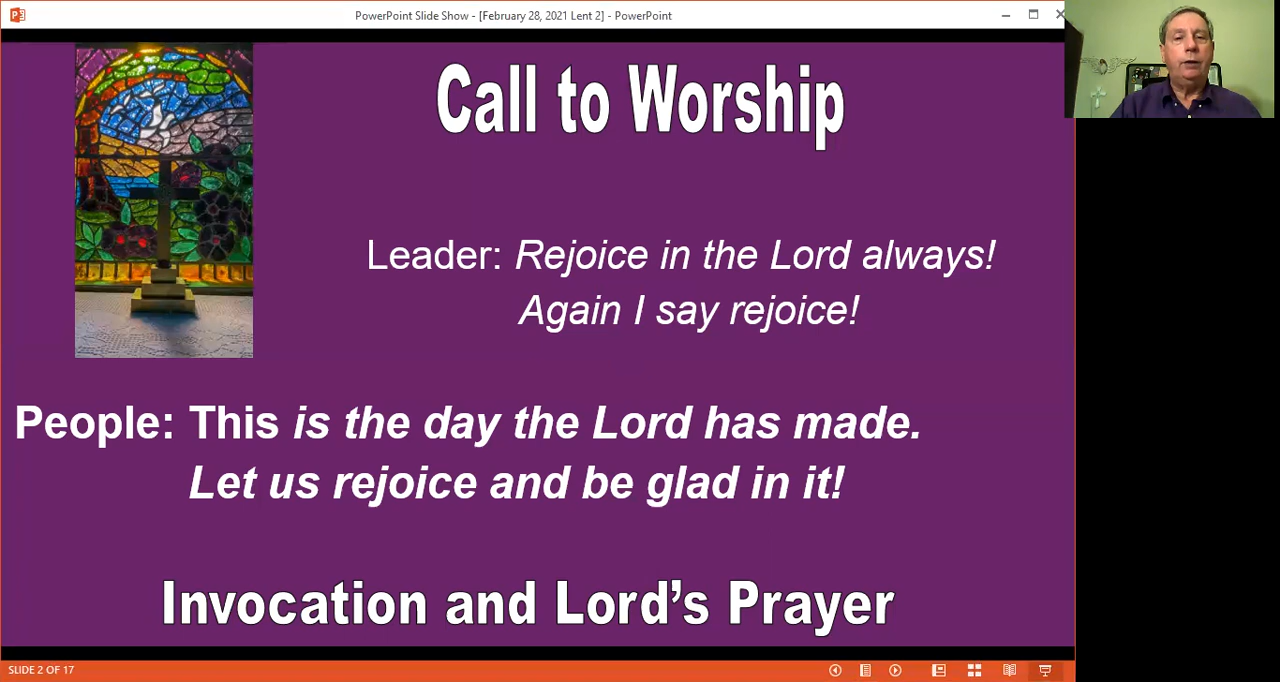 PowerPoint Slide Show - [February 28, 2021 Lent 2] - PowerPoint
Call to Worship
Leader: Rejoice in the Lord always!
Again I say rejoice!
People: This is the day the Lord has made.
Let us rejoice and be glad in it!
Invocation and Lord’s Prayer
SLIDE 2 OF 17